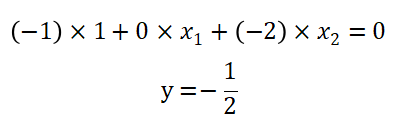 (−1) × 1 + 0 × x₁ + (−2) × x₂ = 0
y = − 1/2